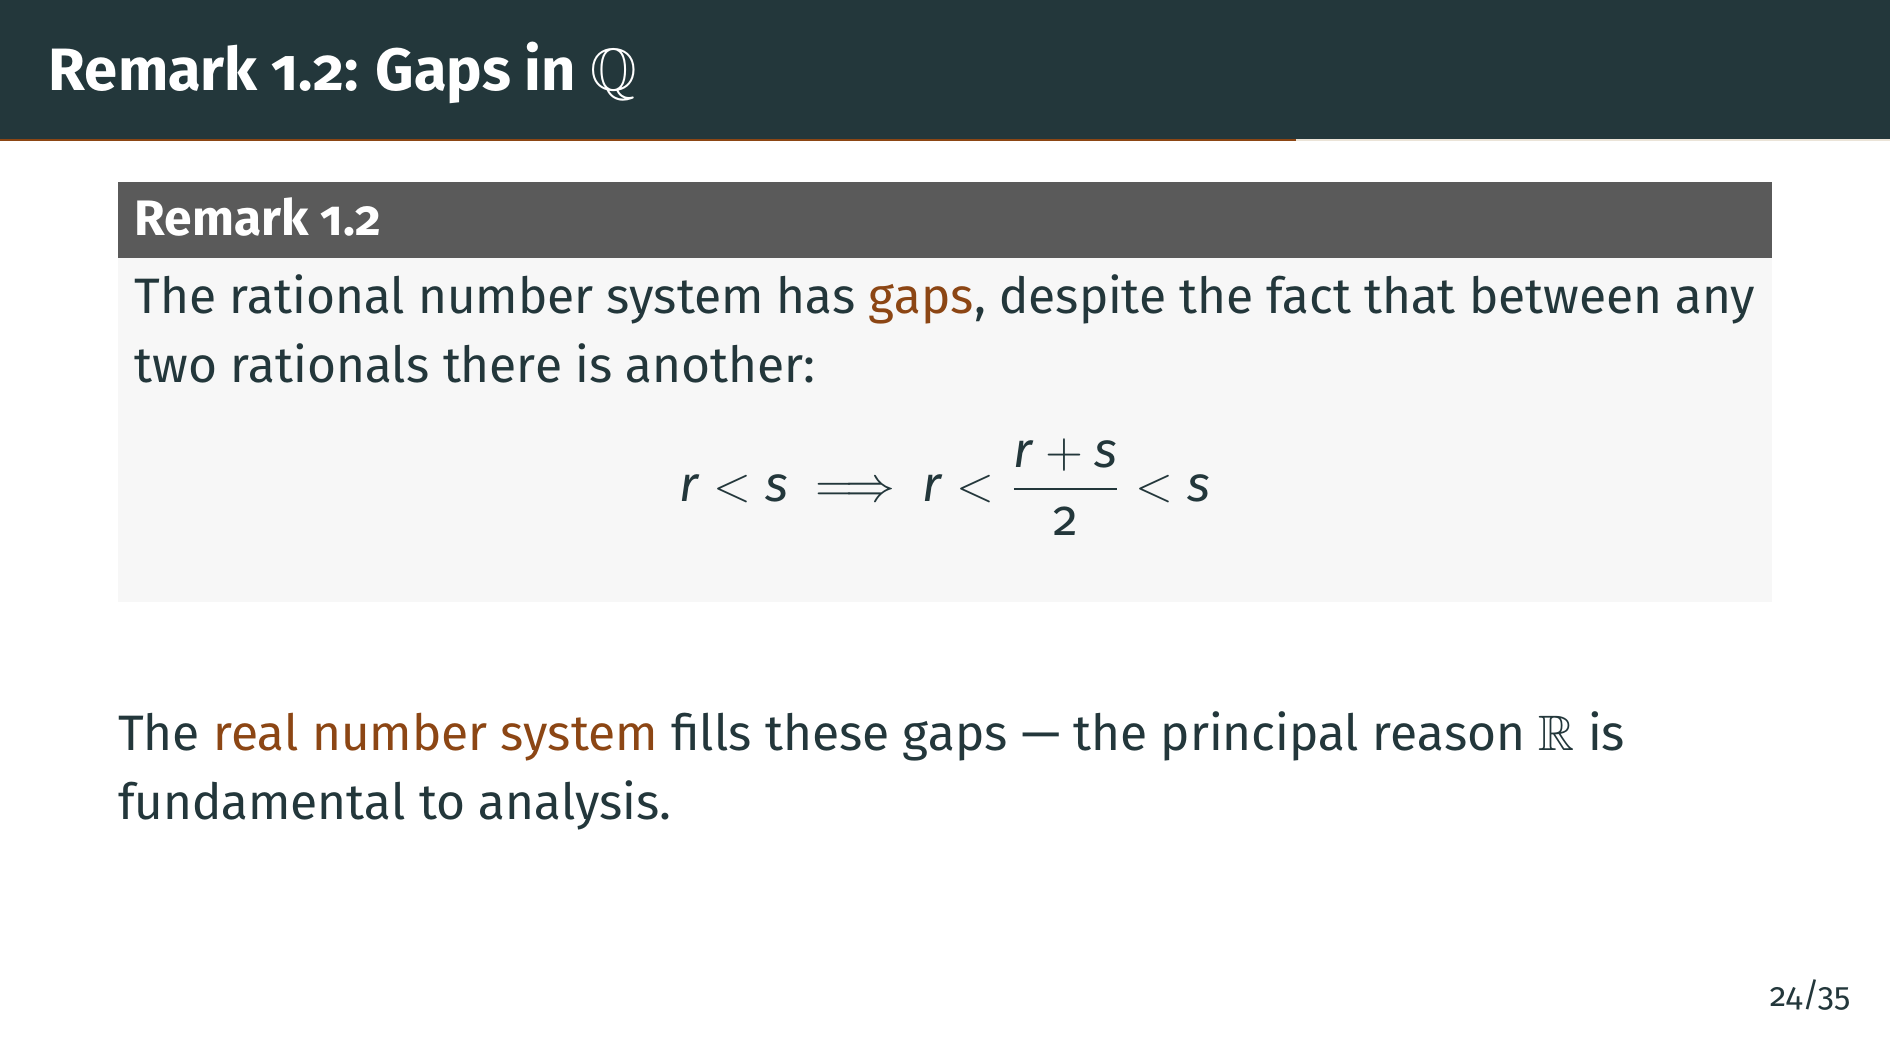 Remark 1.2: Gaps in ℚ
Remark 1.2
The rational number system has gaps, despite the fact that between any
two rationals there is another:
r < s ⟹ r < (r + s)/2 < s
The real number system fills these gaps — the principal reason ℝ is
fundamental to analysis.
24/35